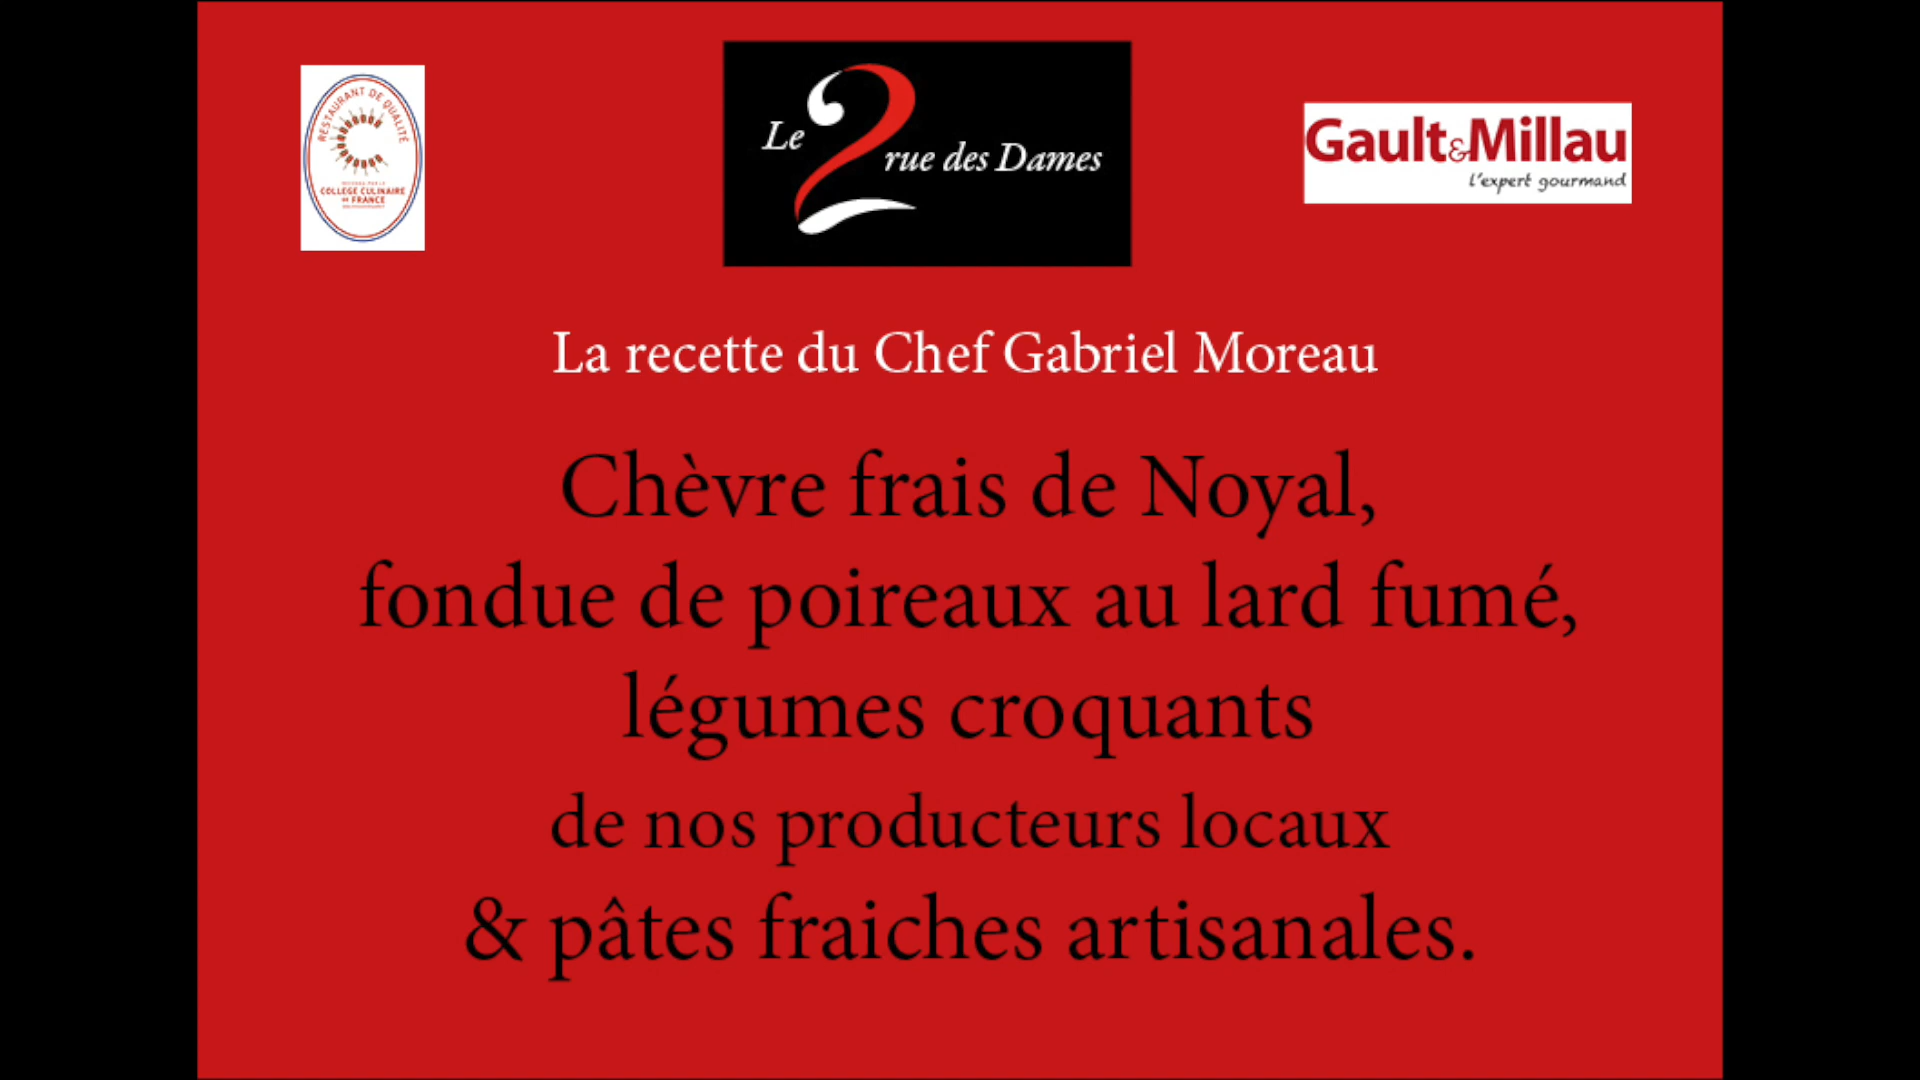 RESTAURANT DE QUALITÉ
COLLÈGE CULINAIRE
DE FRANCE
Le 2 rue des Dames
Gault&Millau
l'expert gourmand
La recette du Chef Gabriel Moreau
Chèvre frais de Noyal,
fondue de poireaux au lard fumé,
légumes croquants
de nos producteurs locaux
& pâtes fraiches artisanales.